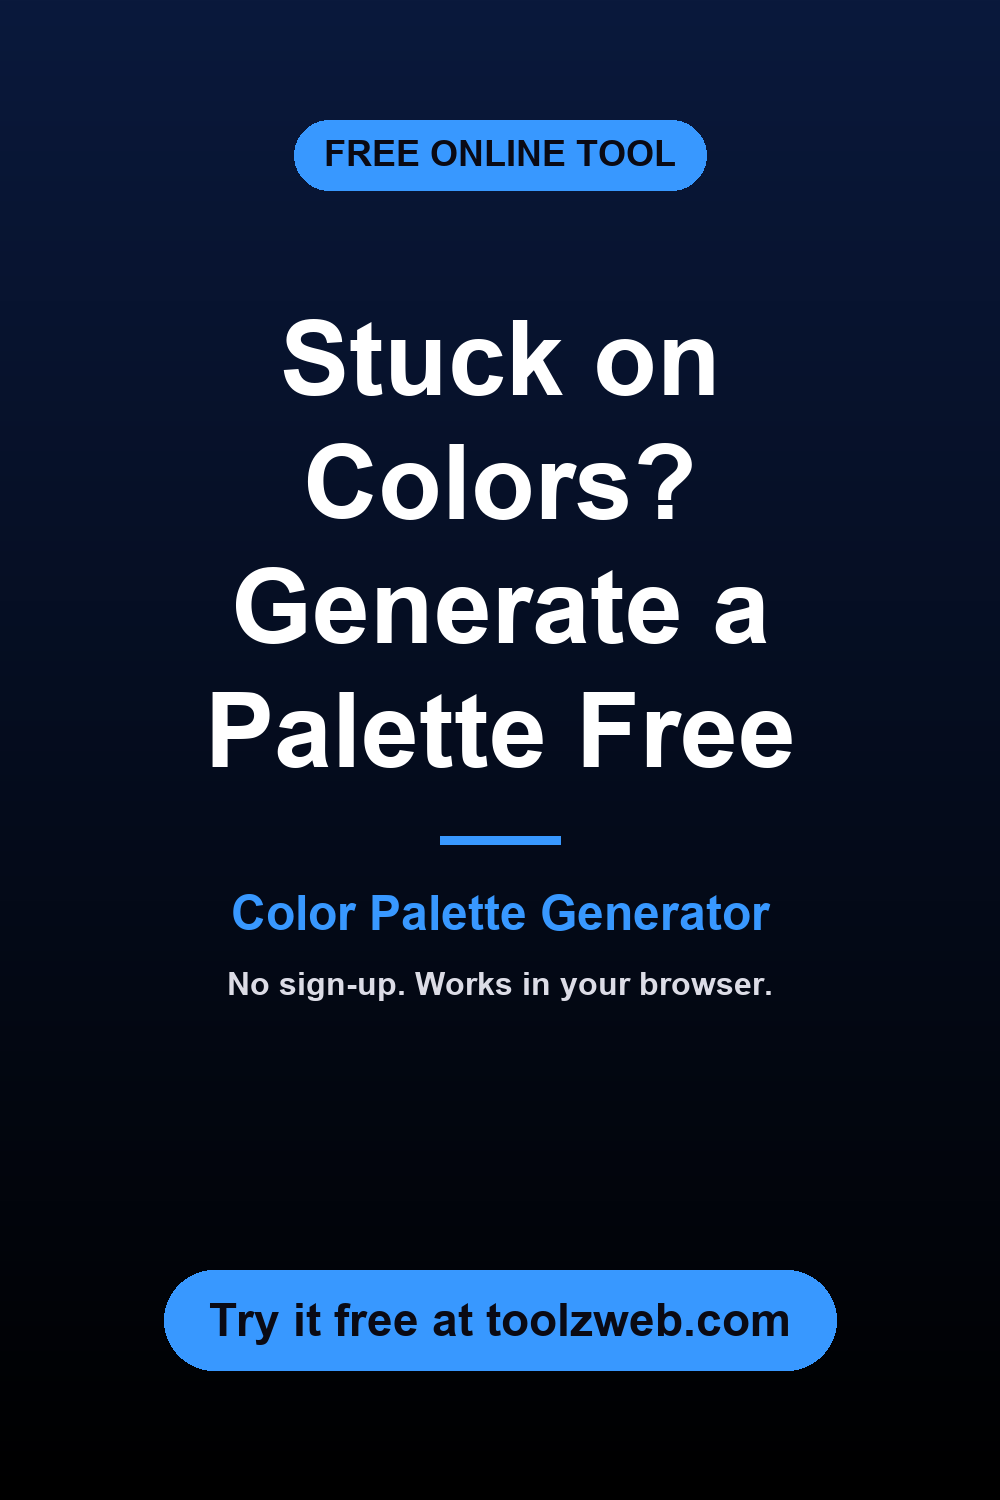 FREE ONLINE TOOL
Stuck on
Colors?
Generate a
Palette Free
Color Palette Generator
No sign-up. Works in your browser.
Try it free at toolzweb.com